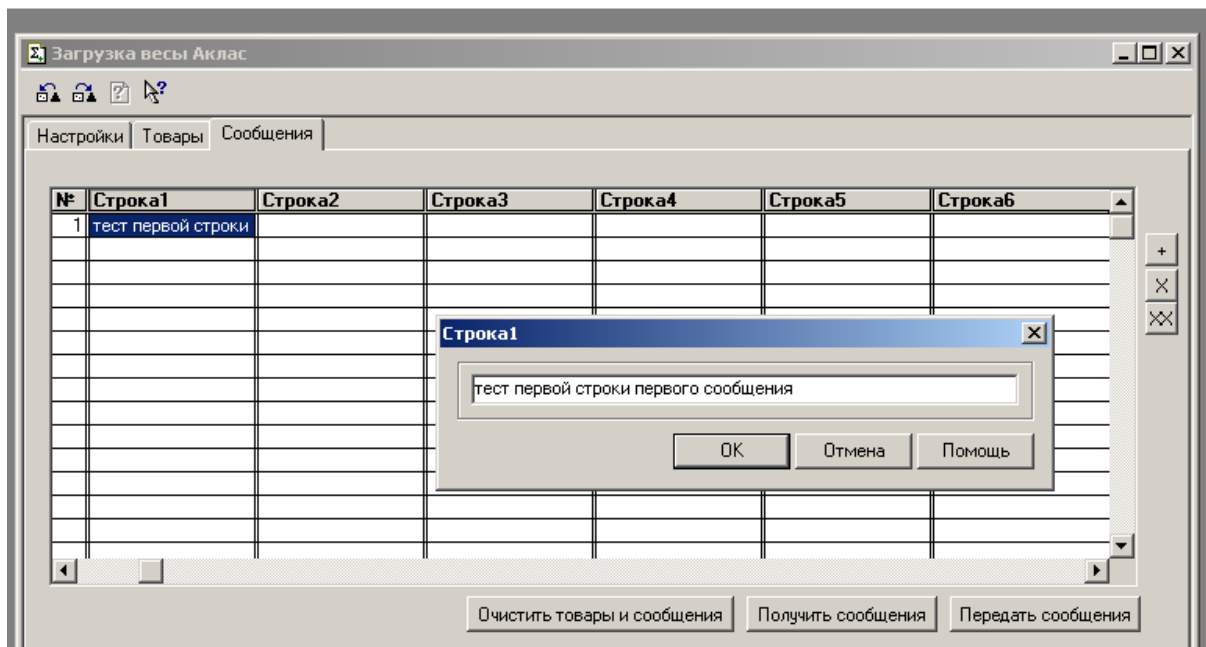 Загрузка весы Аклас
Настройки Товары Сообщения
№ Строка1 Строка2 Строка3 Строка4 Строка5 Строка6
1 тест первой строки
+
X
XX
Строка1
тест первой строки первого сообщения
OK Отмена Помощь
Очистить товары и сообщения Получить сообщения Передать сообщения